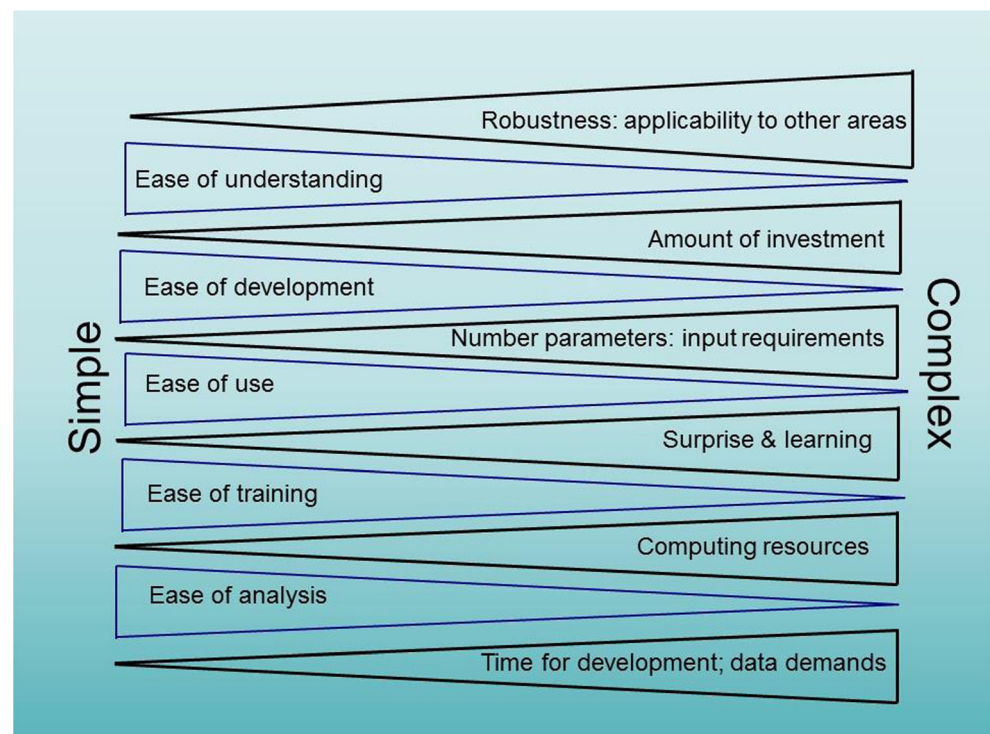 Robustness: applicability to other areas
Ease of understanding
Amount of investment
Ease of development
Number parameters: input requirements
Ease of use
Surprise & learning
Ease of training
Computing resources
Ease of analysis
Time for development; data demands
Simple
Complex